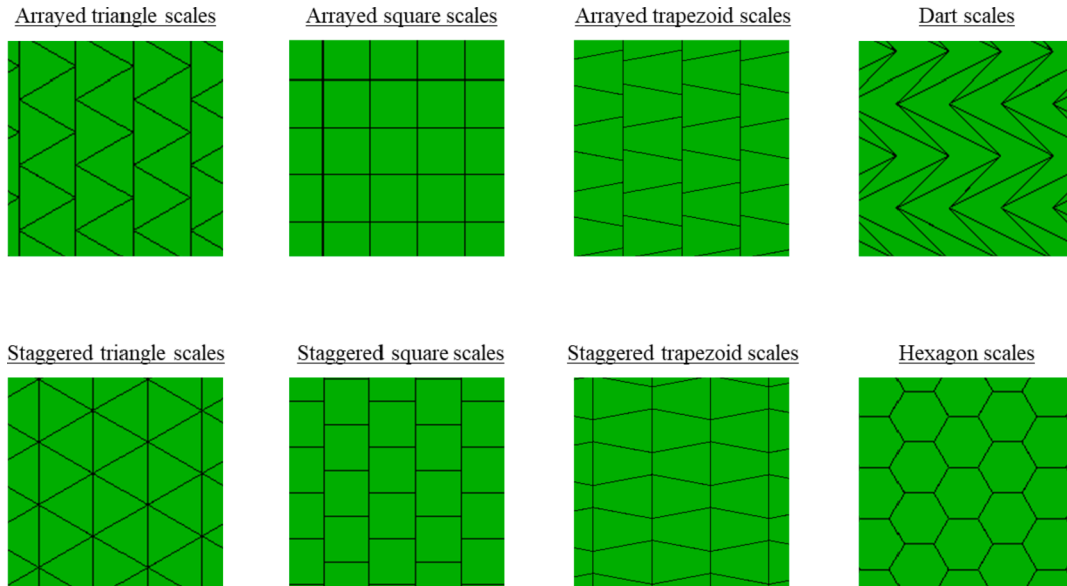 Arrayed triangle scales
Arrayed square scales
Arrayed trapezoid scales
Dart scales
Staggered triangle scales
Staggered square scales
Staggered trapezoid scales
Hexagon scales